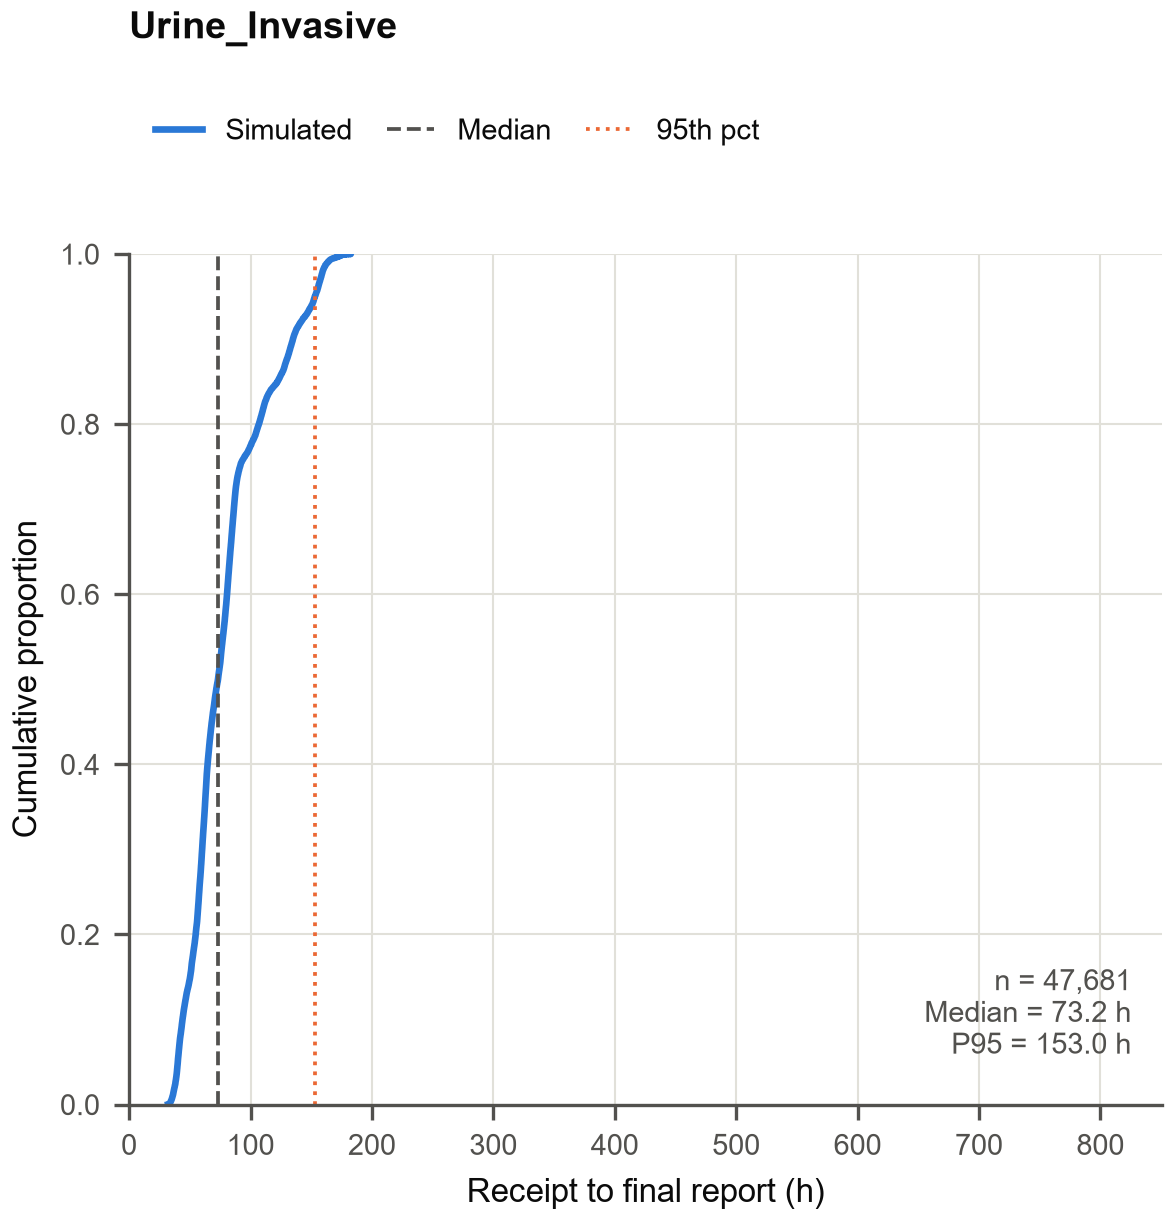 Urine_Invasive
Simulated Median 95th pct
1.0
0.8
0.6
0.4
0.2
0.0
Cumulative proportion
n = 47,681
Median = 73.2 h
P95 = 153.0 h
0 100 200 300 400 500 600 700 800
Receipt to final report (h)